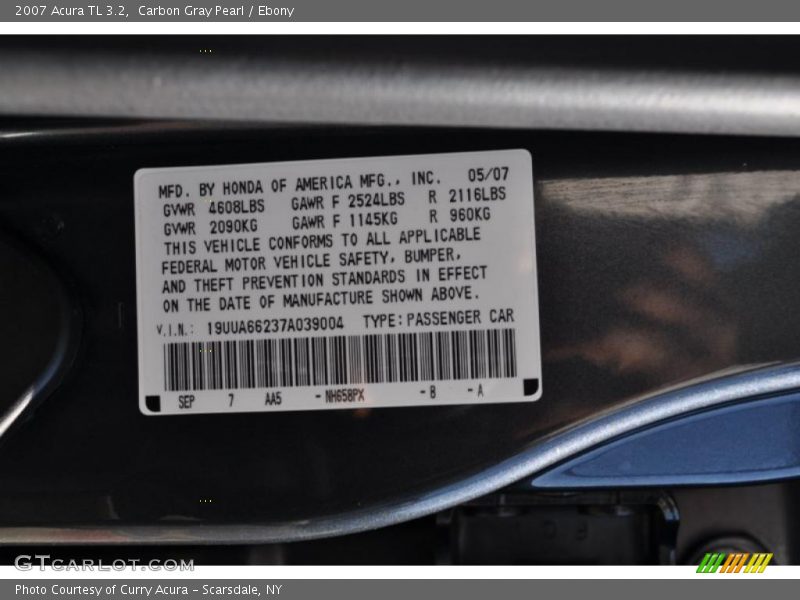 2007 Acura TL 3.2,  Carbon Gray Pearl / Ebony
MFD. BY HONDA OF AMERICA MFG., INC. 05/07
GVWR 4608LBS GAWR F 2524LBS R 2116LBS
GVWR 2090KG GAWR F 1145KG R 960KG
THIS VEHICLE CONFORMS TO ALL APPLICABLE
FEDERAL MOTOR VEHICLE SAFETY, BUMPER,
AND THEFT PREVENTION STANDARDS IN EFFECT
ON THE DATE OF MANUFACTURE SHOWN ABOVE.
V.I.N.: 19UUA66237A039004 TYPE: PASSENGER CAR
SEP 7 AA5 - NH658PX - B - A
GTCARLOT.COM
Photo Courtesy of Curry Acura - Scarsdale, NY